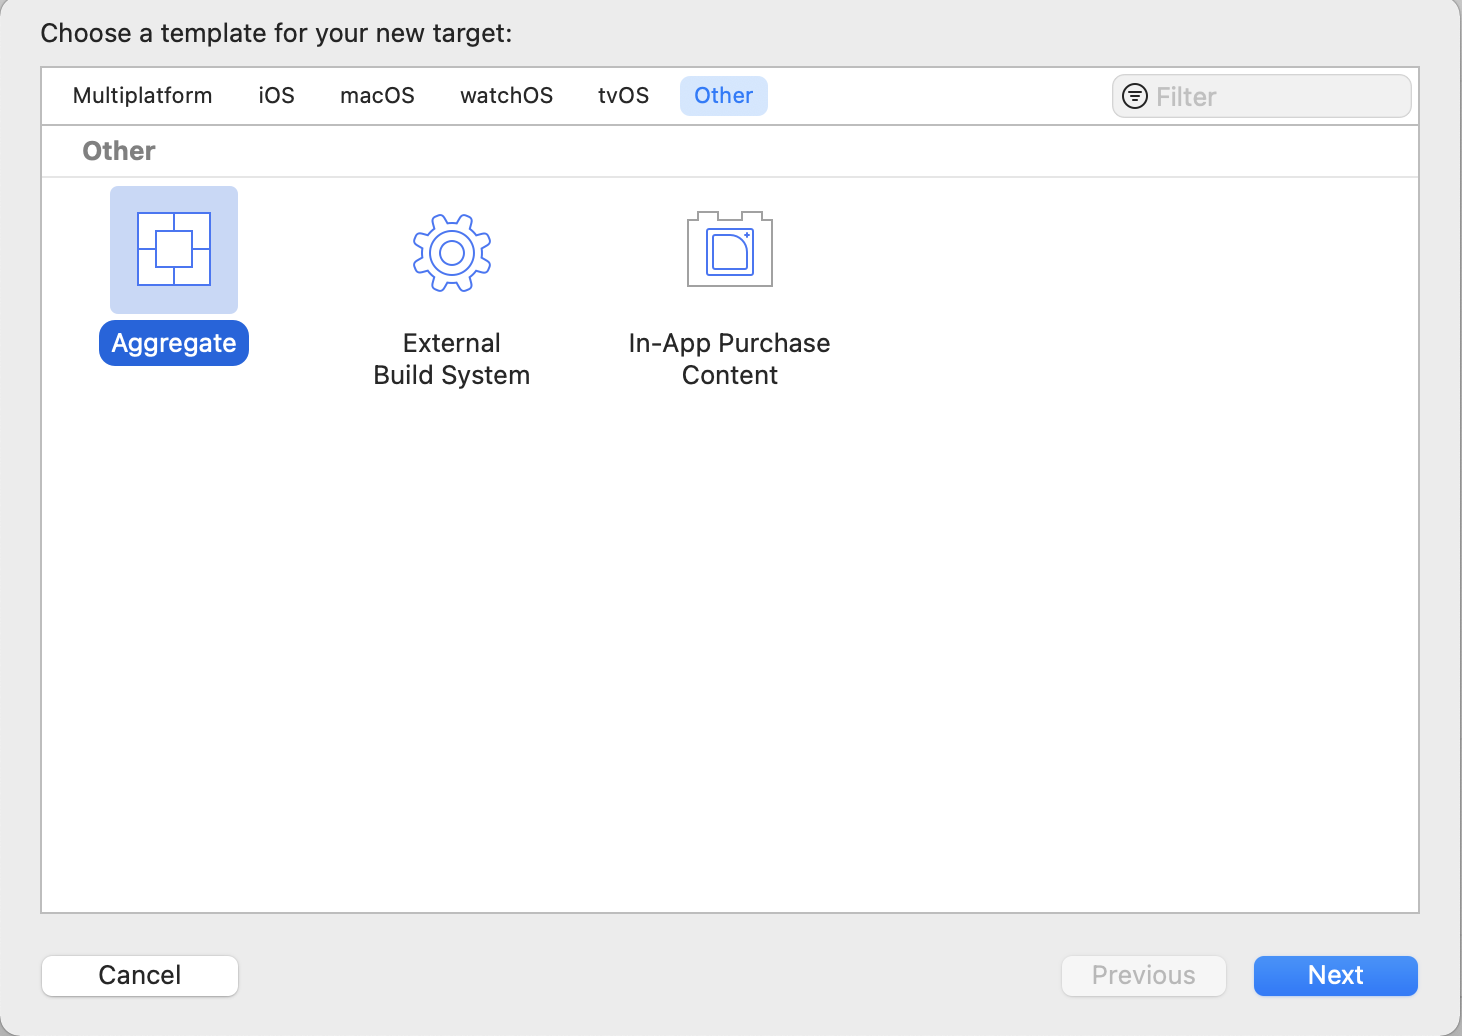 Choose a template for your new target:
Multiplatform iOS macOS watchOS tvOS Other Filter
Other
Aggregate
External
Build System
In-App Purchase
Content
Cancel Previous Next